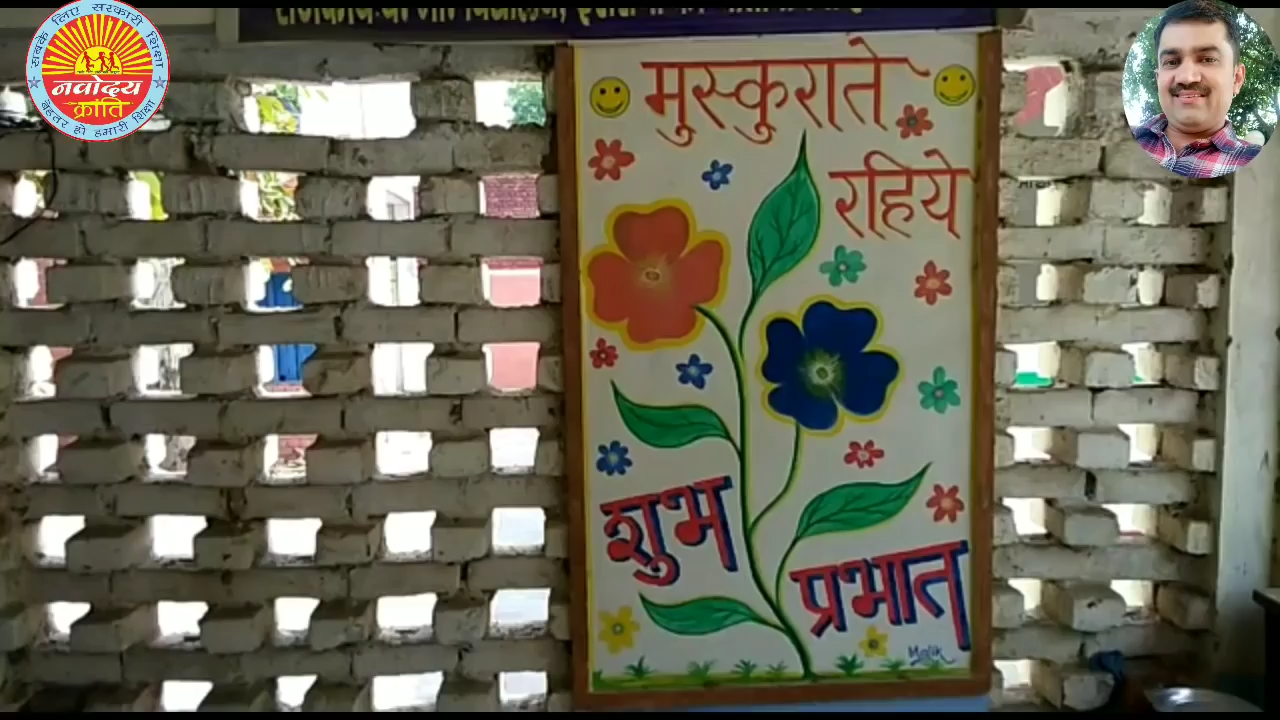 सबके लिए सरकारी शिक्षा
नवोदय
क्रांति
बेहतर हो हमारी शिक्षा
मुस्कुराते
रहिये
शुभ
प्रभात
Malik